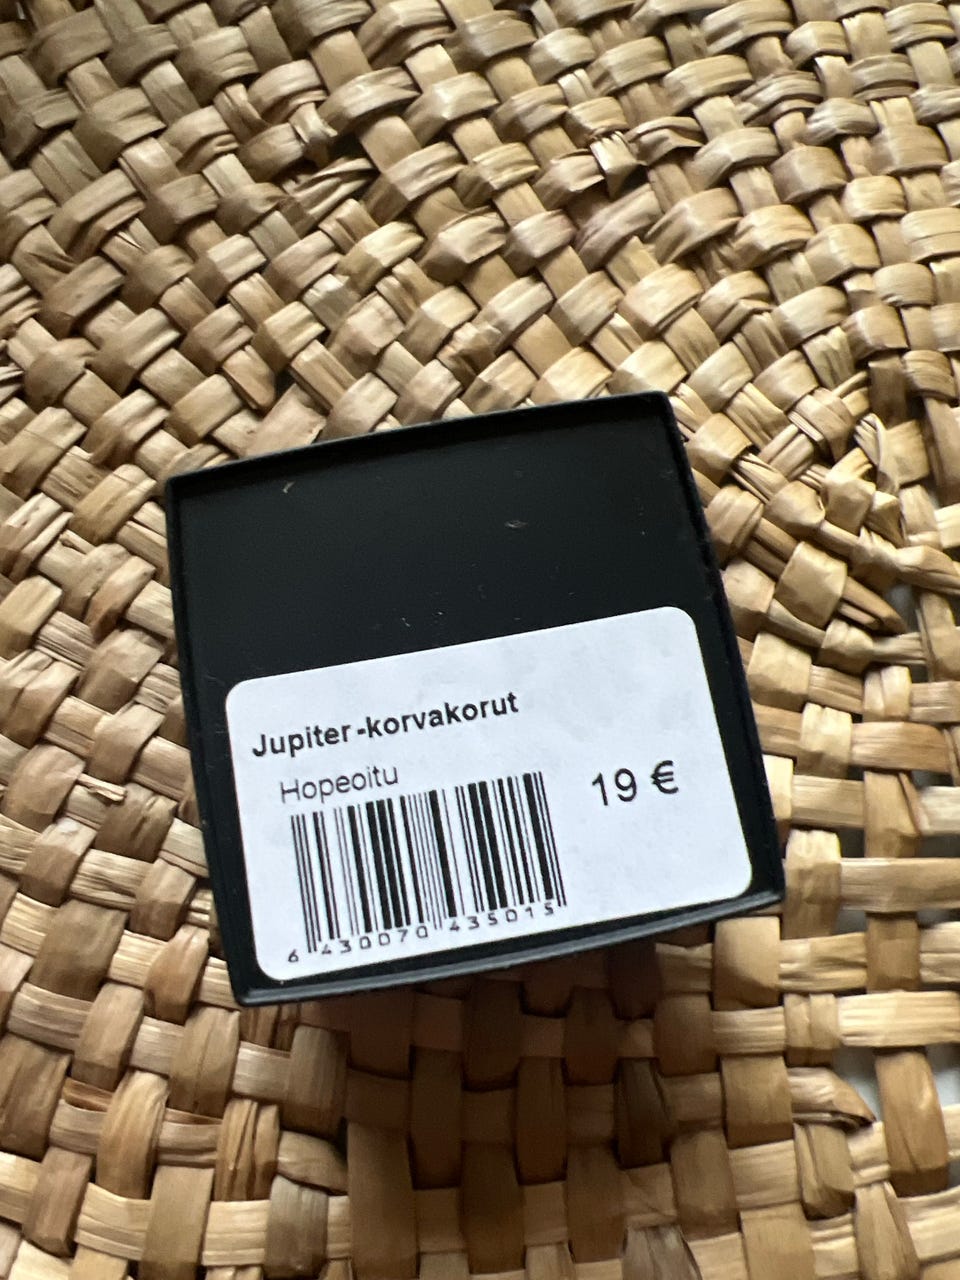 Jupiter-korvakorut
Hopeoitu
19 €
6 430070 435015